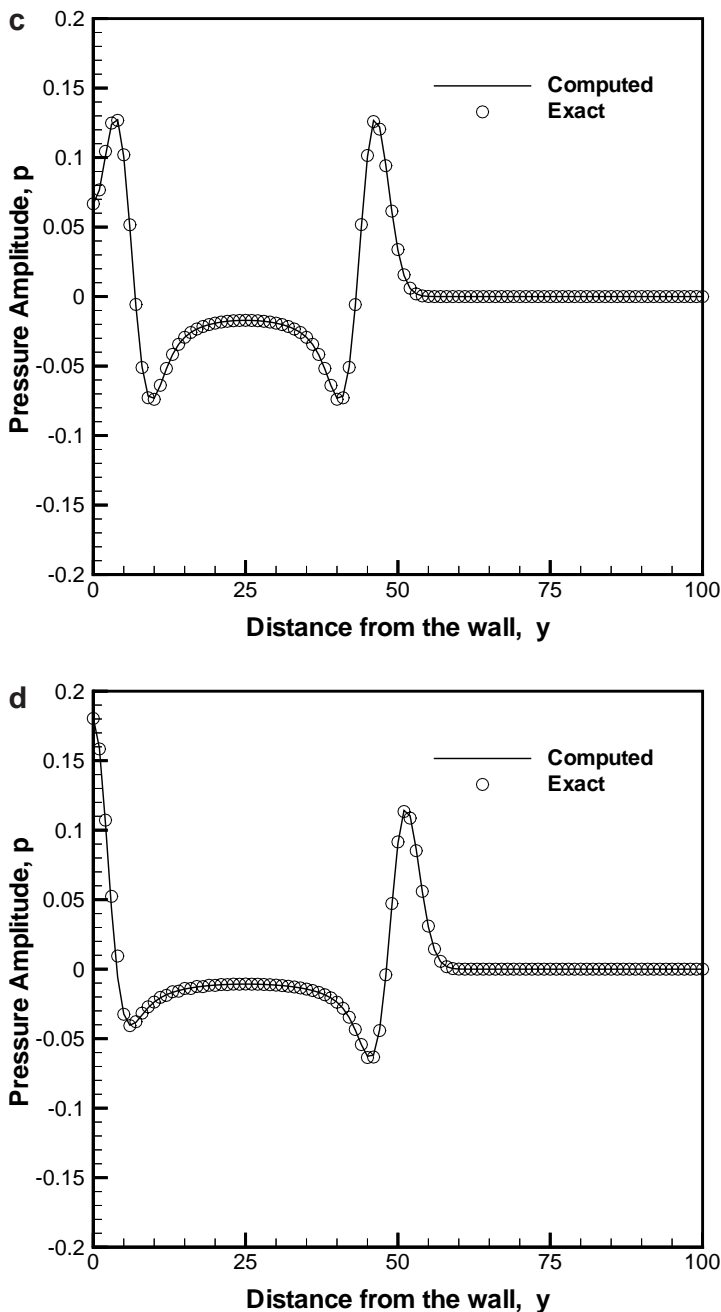 c
0.2
0.15
0.1
0.05
0
-0.05
-0.1
-0.15
-0.2
Pressure Amplitude, p
Computed
Exact
0 25 50 75 100
Distance from the wall, y
d
0.2
0.15
0.1
0.05
0
-0.05
-0.1
-0.15
-0.2
Pressure Amplitude, p
Computed
Exact
0 25 50 75 100
Distance from the wall, y